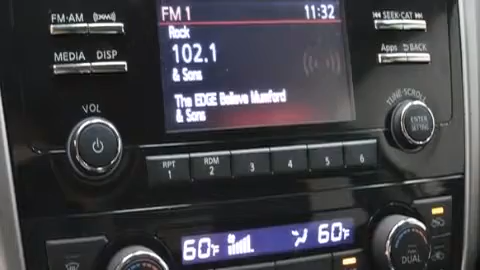 FM·AM
FM 1 11:32
SEEK·CAT
Rock
MEDIA DISP
102.1
Apps BACK
& Sons
The EDGE Believe Mumford
& Sons
VOL
TUNE·SCROLL
ENTER
SETTING
RPT
1
RDM
2
3 4 5 6
60°F 60°F
DUAL